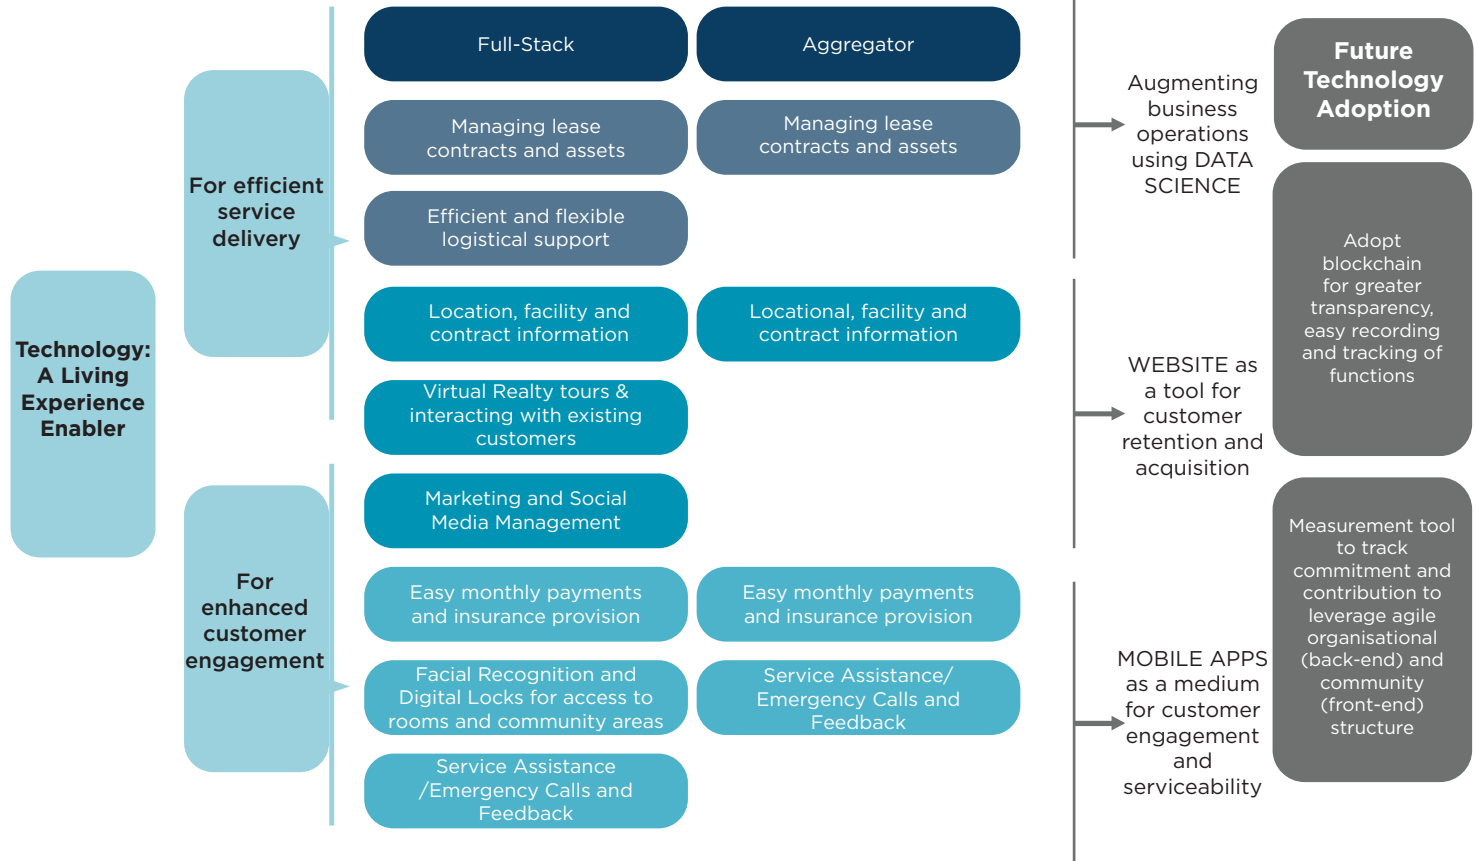 Technology:
A Living
Experience
Enabler
For efficient
service
delivery
For
enhanced
customer
engagement
Full-Stack
Aggregator
Managing lease
contracts and assets
Managing lease
contracts and assets
Efficient and flexible
logistical support
Location, facility and
contract information
Locational, facility and
contract information
Virtual Realty tours &
interacting with existing
customers
Marketing and Social
Media Management
Easy monthly payments
and insurance provision
Easy monthly payments
and insurance provision
Facial Recognition and
Digital Locks for access to
rooms and community areas
Service Assistance/
Emergency Calls and
Feedback
Service Assistance
/Emergency Calls and
Feedback
Augmenting
business
operations
using DATA
SCIENCE
WEBSITE as
a tool for
customer
retention and
acquisition
MOBILE APPS
as a medium
for customer
engagement
and
serviceability
Future
Technology
Adoption
Adopt
blockchain
for greater
transparency,
easy recording
and tracking of
functions
Measurement tool
to track
commitment and
contribution to
leverage agile
organisational
(back-end) and
community
(front-end)
structure